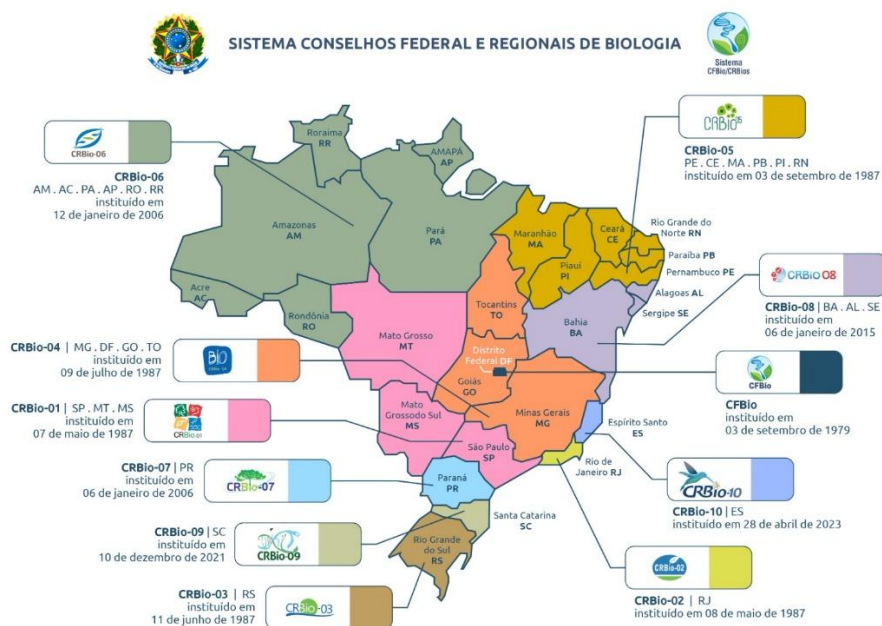 SISTEMA CONSELHOS FEDERAL E REGIONAIS DE BIOLOGIA
Sistema
CFBio/CRBios
CRBio-06
CRBio-06
AM . AC . PA . AP . RO . RR
instituído em
12 de janeiro de 2006
Roraima
RR
AMAPÁ
AP
Amazonas
AM
Pará
PA
Acre
AC
Rondônia
RO
Maranhão
MA
Ceará
CE
Piauí
PI
Rio Grande do
Norte RN
Paraíba PB
Pernambuco PE
Alagoas AL
Sergipe SE
CRBio
CRBio-05
PE . CE . MA . PB . PI . RN
instituído em 03 de setembro de 1987
Tocantins
TO
Bahia
BA
Mato Grosso
MT
Distrito
Federal DF
Goiás
GO
Minas Gerais
MG
Mato
Grossodo Sul
MS
São Paulo
SP
Espírito Santo
ES
Rio de
Janeiro RJ
Paraná
PR
Santa Catarina
SC
Rio Grande
do Sul
RS
CRBIO 08
CRBio-08 | BA . AL . SE
instituído em
06 de janeiro de 2015
CFBio
CFBio
instituído em
03 de setembro de 1979
CRBio-10
CRBio-10 | ES
instituído em 28 de abril de 2023
CRBio-02
CRBio-02 | RJ
instituído em 08 de maio de 1987
CRBio-04 | MG . DF . GO . TO
instituído em
09 de julho de 1987
BIO
CRBio-01 | SP . MT . MS
instituído em
07 de maio de 1987
CRBio-01
CRBio-07 | PR
instituído em
06 de janeiro de 2006
CRBio-07
CRBio-09 | SC
instituído em
10 de dezembro de 2021
CRBio-09
CRBio-03 | RS
instituído em
11 de junho de 1987
CRBio-03